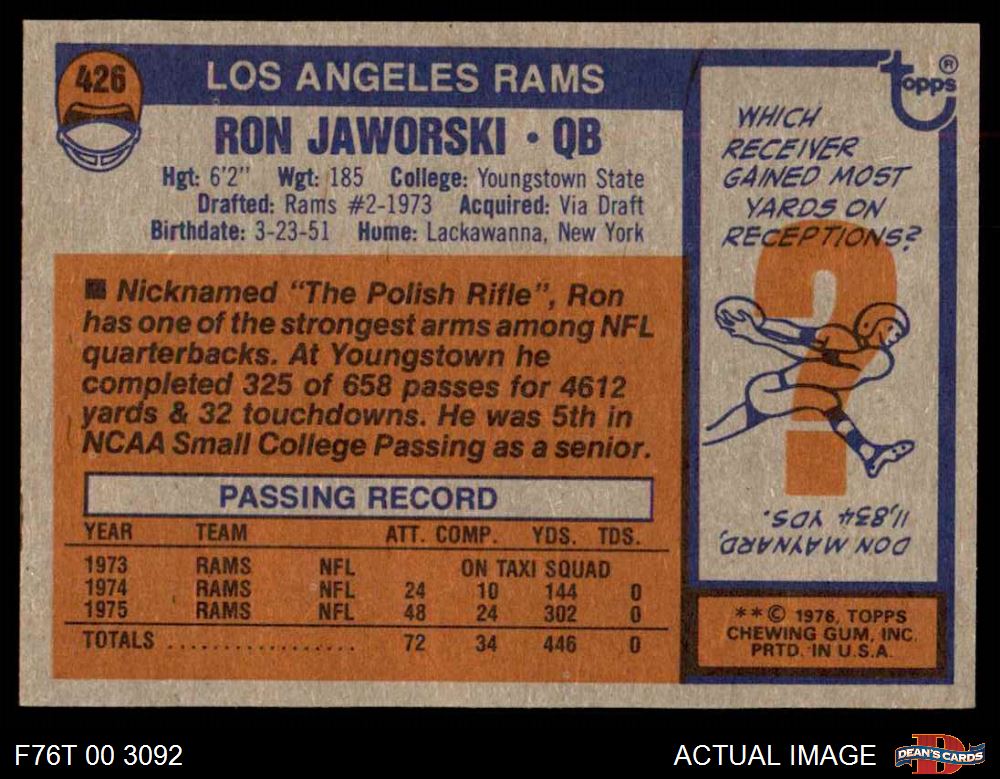 426
LOS ANGELES RAMS
RON JAWORSKI • QB
Hgt: 6'2" Wgt: 185 College: Youngstown State
Drafted: Rams #2-1973 Acquired: Via Draft
Birthdate: 3-23-51 Home: Lackawanna, New York
■ Nicknamed "The Polish Rifle", Ron
has one of the strongest arms among NFL
quarterbacks. At Youngstown he
completed 325 of 658 passes for 4612
yards & 32 touchdowns. He was 5th in
NCAA Small College Passing as a senior.
PASSING RECORD
YEAR TEAM ATT. COMP. YDS. TDS.
1973 RAMS NFL ON TAXI SQUAD
1974 RAMS NFL 24 10 144 0
1975 RAMS NFL 48 24 302 0
TOTALS ................. 72 34 446 0
topps®
WHICH
RECEIVER
GAINED MOST
YARDS ON
RECEPTIONS?
DON MAYNARD,
11,834 YDS.
**© 1976, TOPPS
CHEWING GUM, INC.
PRTD. IN U.S.A.
F76T 00 3092
ACTUAL IMAGE
D
DEAN'S CARDS